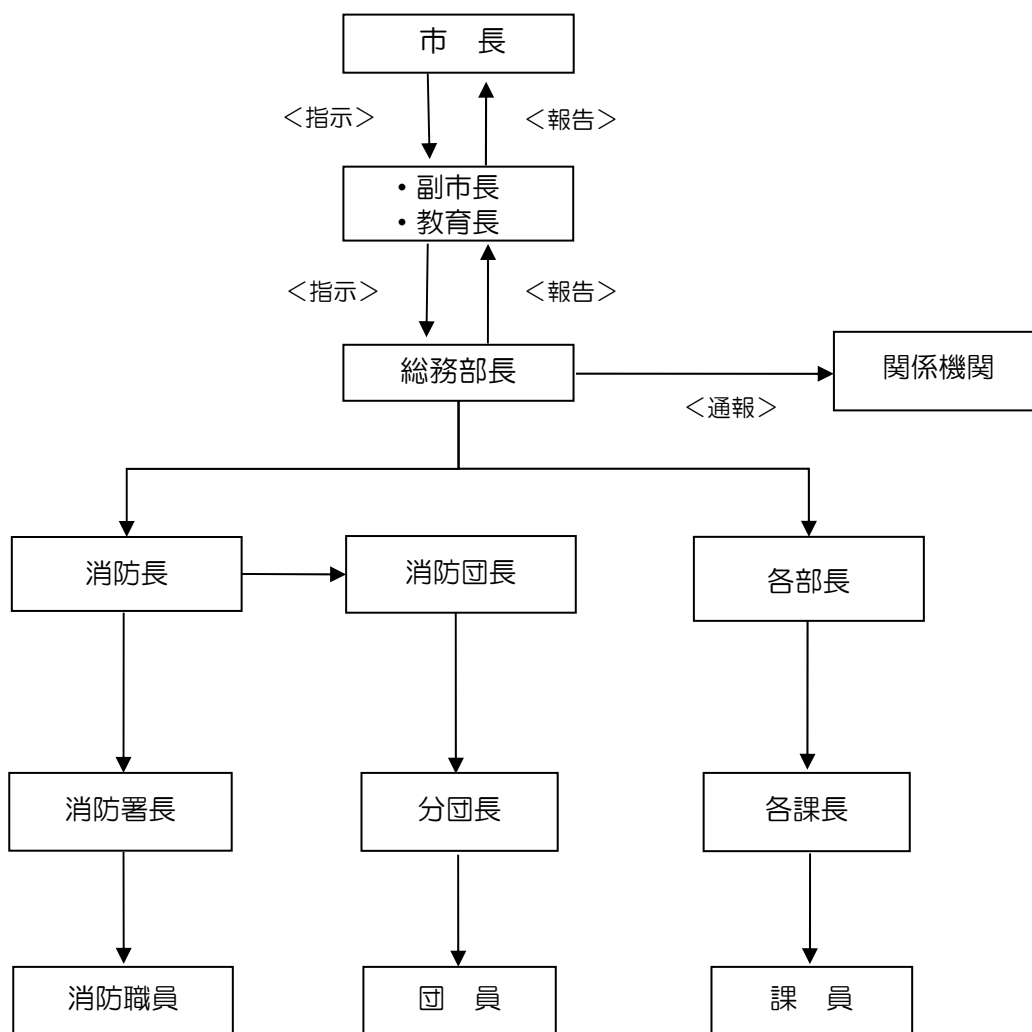 市　長
＜指示＞
＜報告＞
・副市長
・教育長
＜指示＞
＜報告＞
総務部長
関係機関
＜通報＞
消防長
消防団長
各部長
消防署長
分団長
各課長
消防職員
団　員
課　員